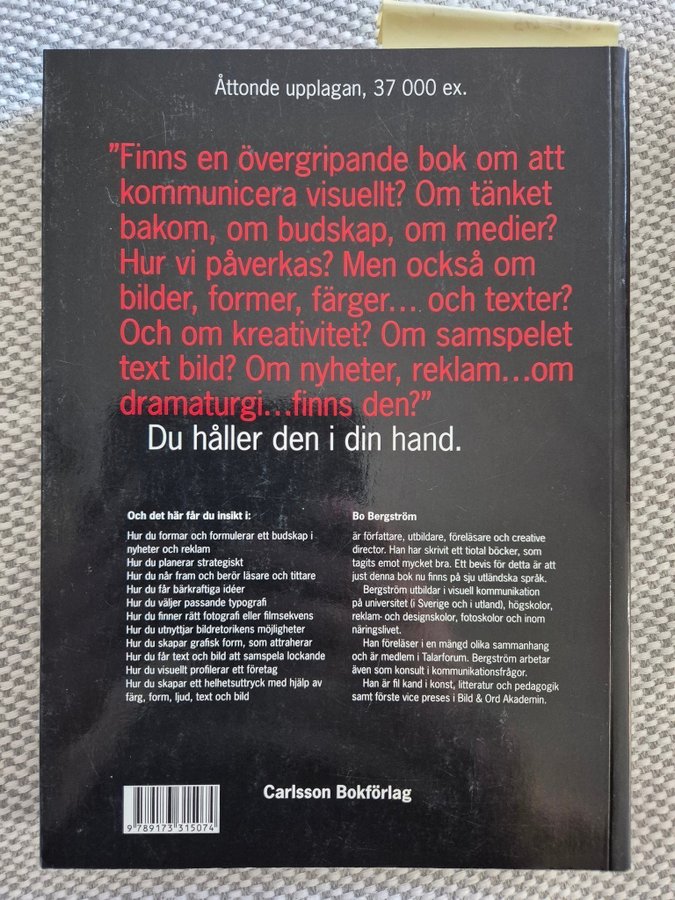 Åttonde upplagan, 37 000 ex.
”Finns en övergripande bok om att
kommunicera visuellt? Om tänket
bakom, om budskap, om medier?
Hur vi påverkas? Men också om
bilder, former, färger... och texter?
Och om kreativitet? Om samspelet
text bild? Om nyheter, reklam...om
dramaturgi...finns den?”
Du håller den i din hand.
Och det här får du insikt i:
Hur du formar och formulerar ett budskap i
nyheter och reklam
Hur du planerar strategiskt
Hur du når fram och berör läsare och tittare
Hur du får bärkraftiga idéer
Hur du väljer passande typografi
Hur du finner rätt fotografi eller filmsekvens
Hur du utnyttjar bildretorikens möjligheter
Hur du skapar grafisk form, som attraherar
Hur du får text och bild att samspela lockande
Hur du visuellt profilerar ett företag
Hur du skapar ett helhetsuttryck med hjälp av
färg, form, ljud, text och bild
Bo Bergström
är författare, utbildare, föreläsare och creative
director. Han har skrivit ett tiotal böcker, som
tagits emot mycket bra. Ett bevis för detta är att
just denna bok nu finns på sju utländska språk.
Bergström utbildar i visuell kommunikation
på universitet (i Sverige och i utland), högskolor,
reklam- och designskolor, fotoskolor och inom
näringslivet.
Han föreläser i en mängd olika sammanhang
och är medlem i Talarforum. Bergström arbetar
även som konsult i kommunikationsfrågor.
Han är fil kand i konst, litteratur och pedagogik
samt förste vice preses i Bild & Ord Akademin.
9 789173 315074
Carlsson Bokförlag